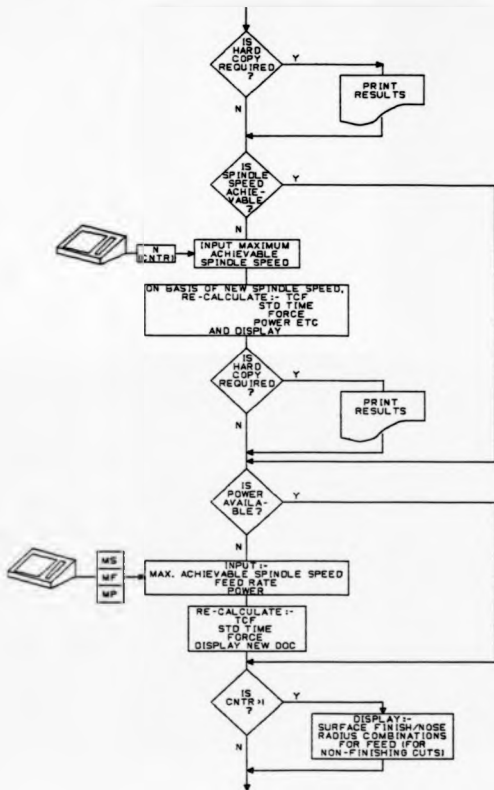 IS
HARD
COPY
REQUIRED
?
Y
N
PRINT
RESULTS
IS
SPINDLE
SPEED
ACHIE-
VABLE
?
Y
N
N
(CNTR)
INPUT MAXIMUM
ACHIEVABLE
SPINDLE SPEED
ON BASIS OF NEW SPINDLE SPEED,
RE-CALCULATE:- TCF
STD TIME
FORCE
POWER ETC
AND DISPLAY
IS
HARD
COPY
REQUIRED
?
Y
N
PRINT
RESULTS
IS
POWER
AVAILA-
BLE?
Y
N
MS
MF
MP
INPUT:-
MAX. ACHIEVABLE SPINDLE SPEED
FEED RATE
POWER
RE-CALCULATE:-
TCF
STD TIME
FORCE
DISPLAY NEW DOC
IS
CNTR>1
?
Y
N
DISPLAY:-
SURFACE FINISH/NOSE
RADIUS COMBINATIONS
FOR FEED (FOR
NON-FINISHING CUTS)